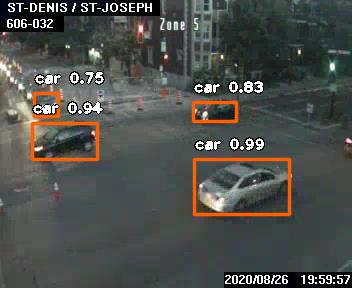 ST-DENIS / ST-JOSEPH
606-032
Zone 5
car 0.75
car 0.83
car 0.94
car 0.99
2020/08/26 19:59:57